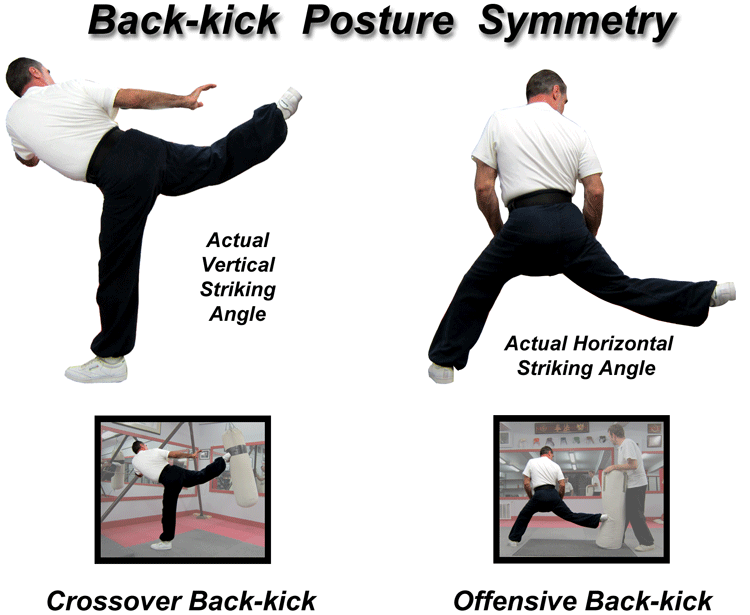 Back-kick Posture Symmetry
Actual
Vertical
Striking
Angle
Actual Horizontal
Striking Angle
Crossover Back-kick
Offensive Back-kick